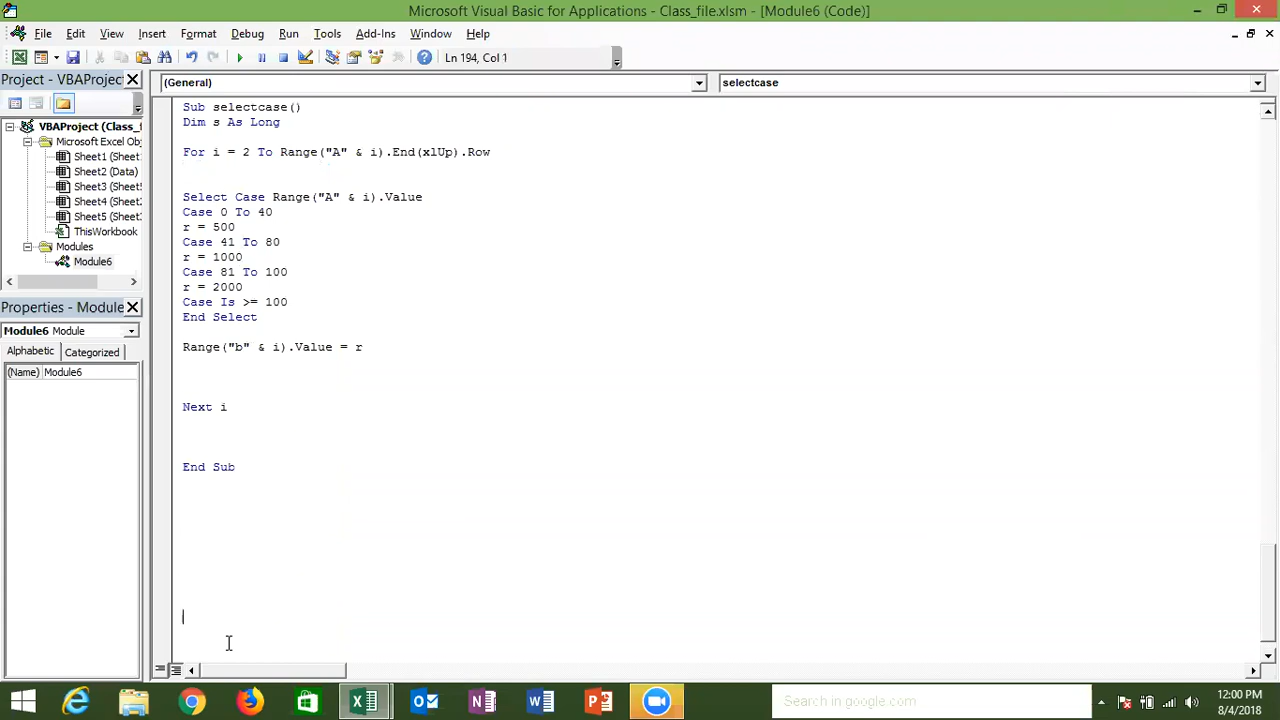 Microsoft Visual Basic for Applications - Class_file.xlsm - [Module6 (Code)]
File Edit View Insert Format Debug Run Tools Add-Ins Window Help
Ln 194, Col 1
Project - VBAProject
(General)
selectcase
VBAProject (Class_f
Microsoft Excel Obj
Sheet1 (Sheet
Sheet2 (Data)
Sheet3 (Sheet
Sheet4 (Sheet
Sheet5 (Sheet
ThisWorkbook
Modules
Module6
Properties - Module
Module6 Module
Alphabetic Categorized
(Name) Module6
Sub selectcase()
Dim s As Long
For i = 2 To Range("A" & i).End(xlUp).Row
Select Case Range("A" & i).Value
Case 0 To 40
r = 500
Case 41 To 80
r = 1000
Case 81 To 100
r = 2000
Case Is >= 100
End Select
Range("b" & i).Value = r
Next i
End Sub
Search in google.com
12:00 PM
8/4/2018